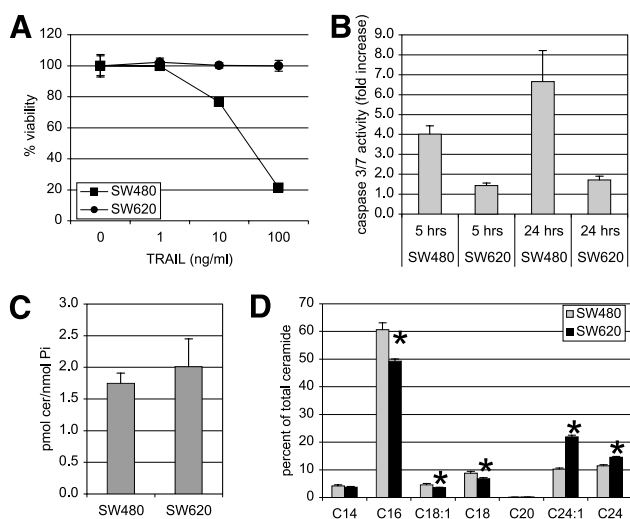 A
120
100
80
60
40
20
0
% viability
SW480
SW620
0 1 10 100
TRAIL (ng/ml)
B
9.0
8.0
7.0
6.0
5.0
4.0
3.0
2.0
1.0
0.0
caspase 3/7 activity (fold increase)
5 hrs 5 hrs 24 hrs 24 hrs
SW480 SW620 SW480 SW620
C
3.0
2.5
2.0
1.5
1.0
0.5
0.0
pmol cer/nmol Pi
SW480 SW620
D
70
60
50
40
30
20
10
0
percent of total ceramide
SW480
SW620
* * * * *
C14 C16 C18:1 C18 C20 C24:1 C24